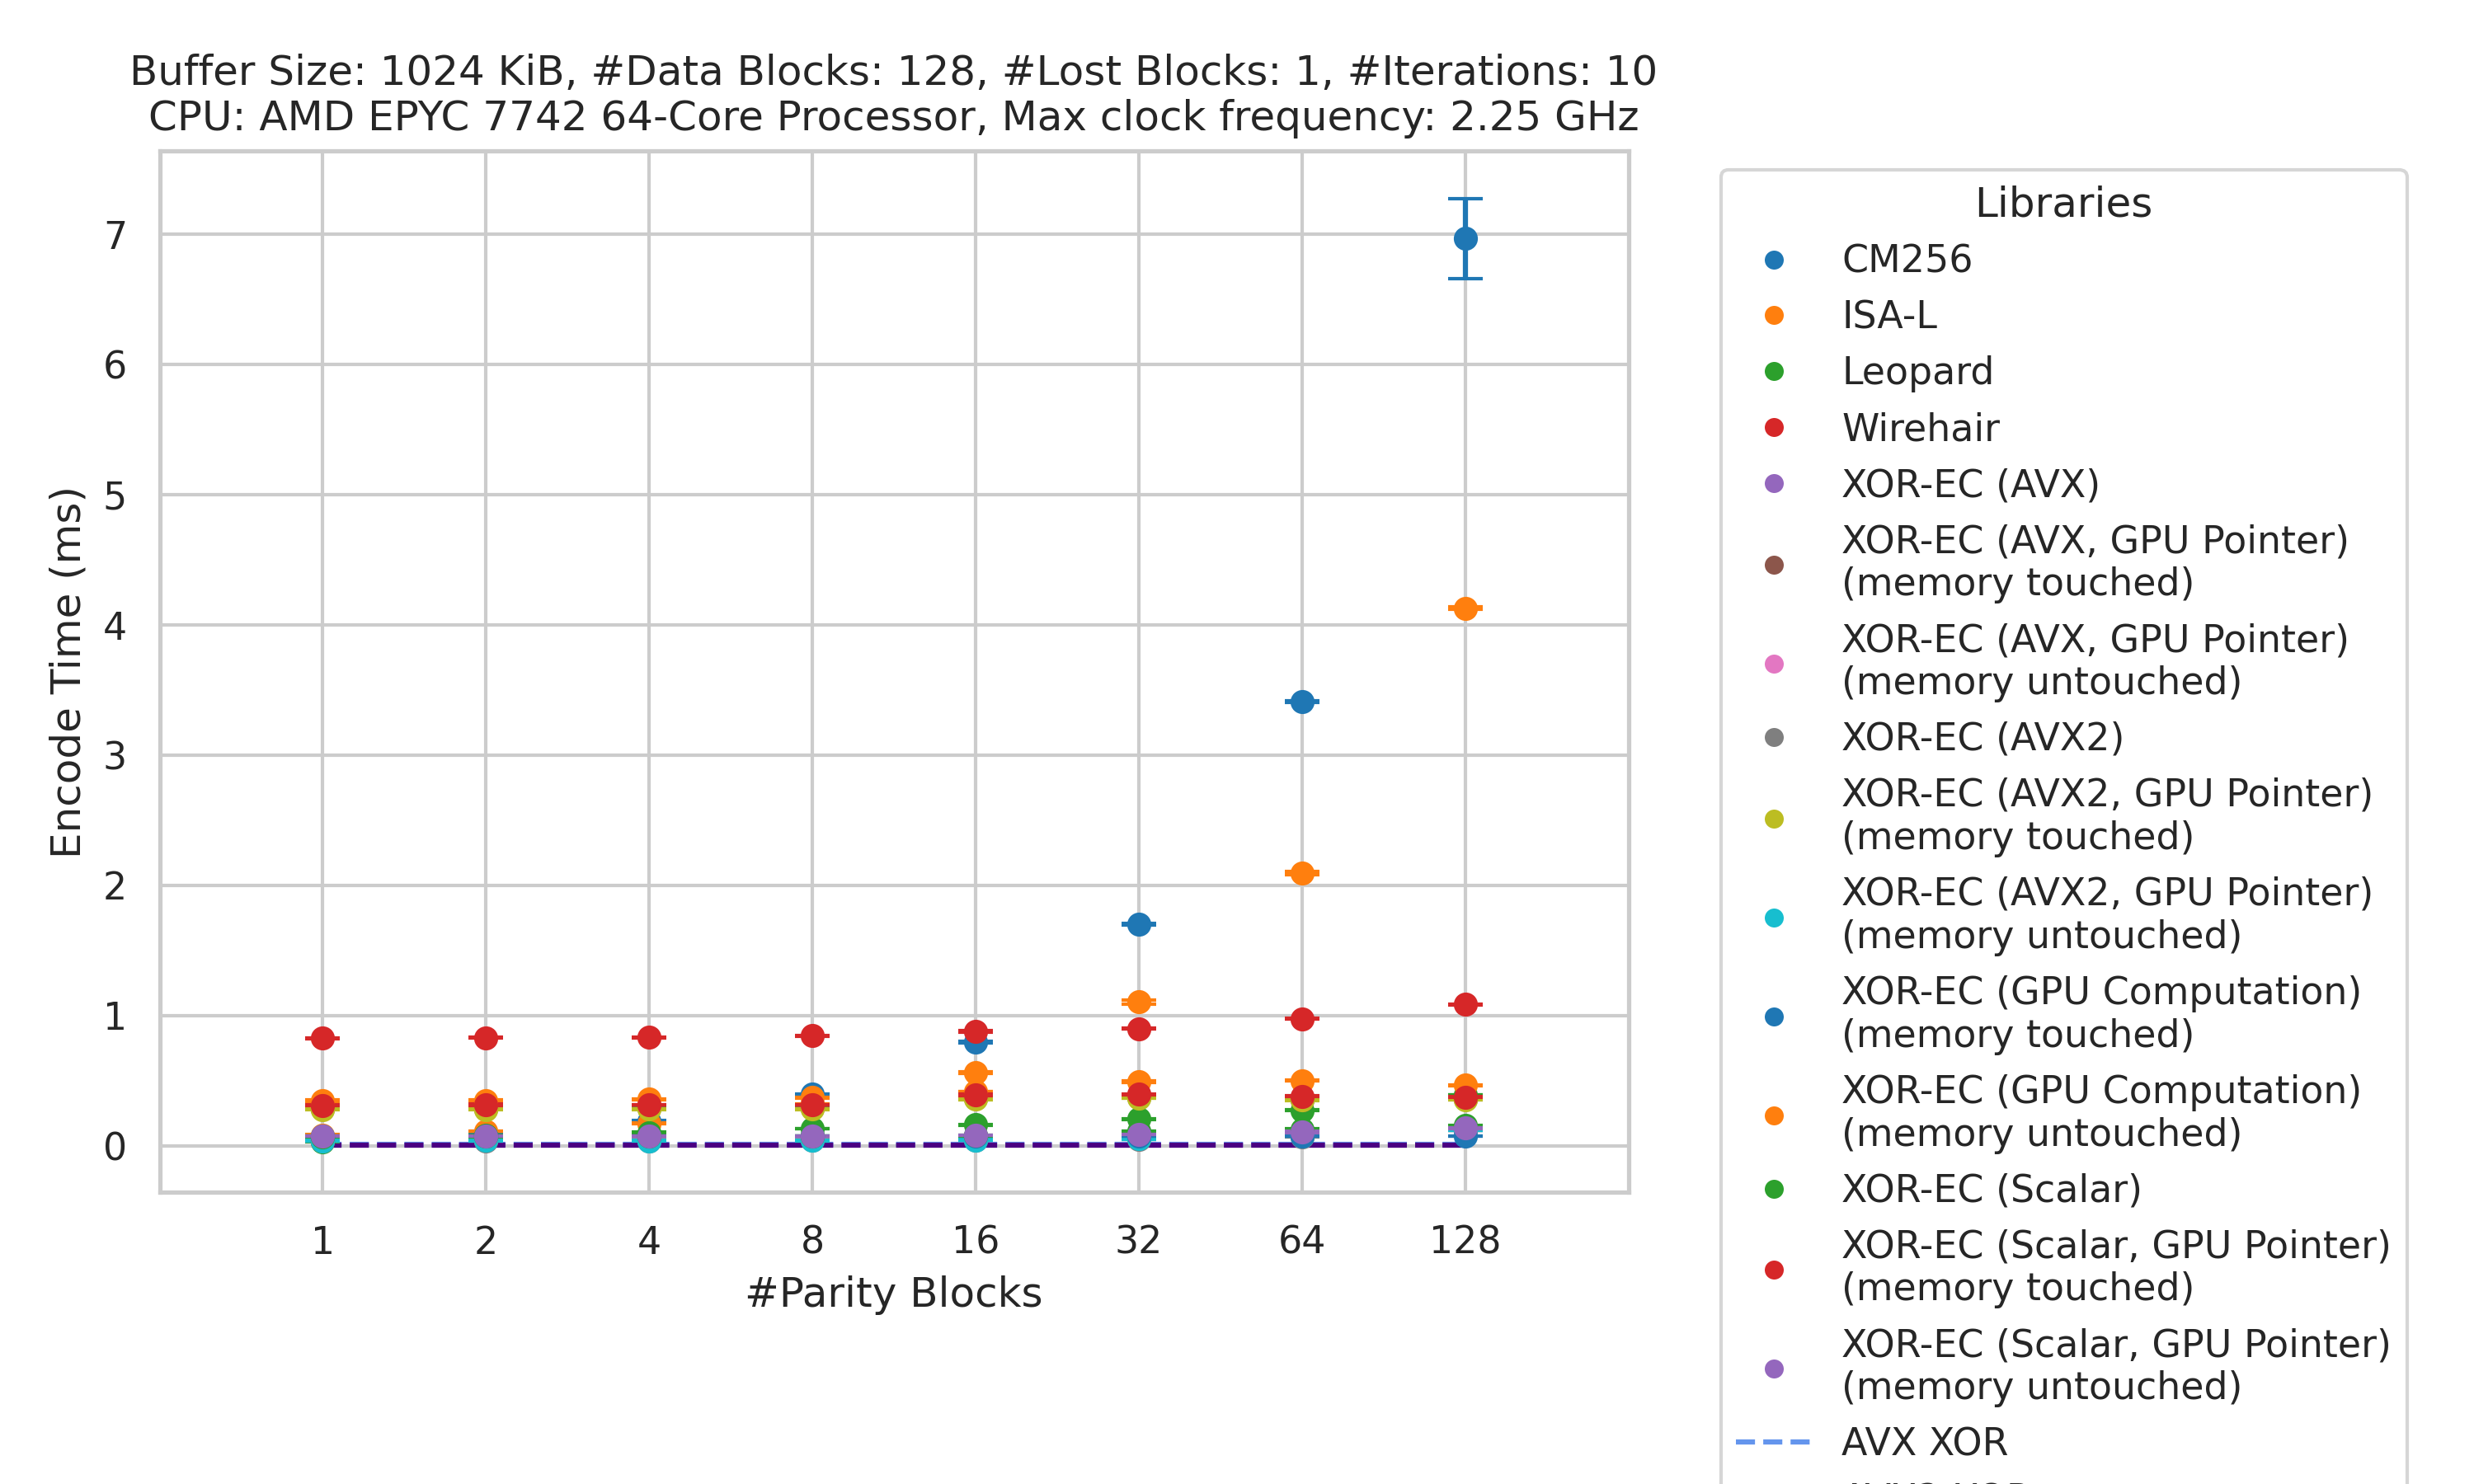 Buffer Size: 1024 KiB, #Data Blocks: 128, #Lost Blocks: 1, #Iterations: 10
CPU: AMD EPYC 7742 64-Core Processor, Max clock frequency: 2.25 GHz
Encode Time (ms)
7
6
5
4
3
2
1
0
1 2 4 8 16 32 64 128
#Parity Blocks
Libraries
CM256
ISA-L
Leopard
Wirehair
XOR-EC (AVX)
XOR-EC (AVX, GPU Pointer)
(memory touched)
XOR-EC (AVX, GPU Pointer)
(memory untouched)
XOR-EC (AVX2)
XOR-EC (AVX2, GPU Pointer)
(memory touched)
XOR-EC (AVX2, GPU Pointer)
(memory untouched)
XOR-EC (GPU Computation)
(memory touched)
XOR-EC (GPU Computation)
(memory untouched)
XOR-EC (Scalar)
XOR-EC (Scalar, GPU Pointer)
(memory touched)
XOR-EC (Scalar, GPU Pointer)
(memory untouched)
AVX XOR